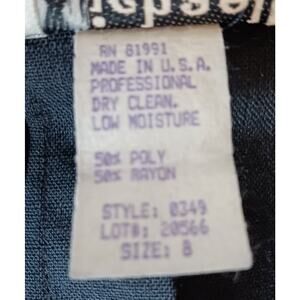 RN 81991
MADE IN U.S.A.
PROFESSIONAL
DRY CLEAN.
LOW MOISTURE
50% POLY
50% RAYON
STYLE: 0349
LOT#: 20566
SIZE: 8